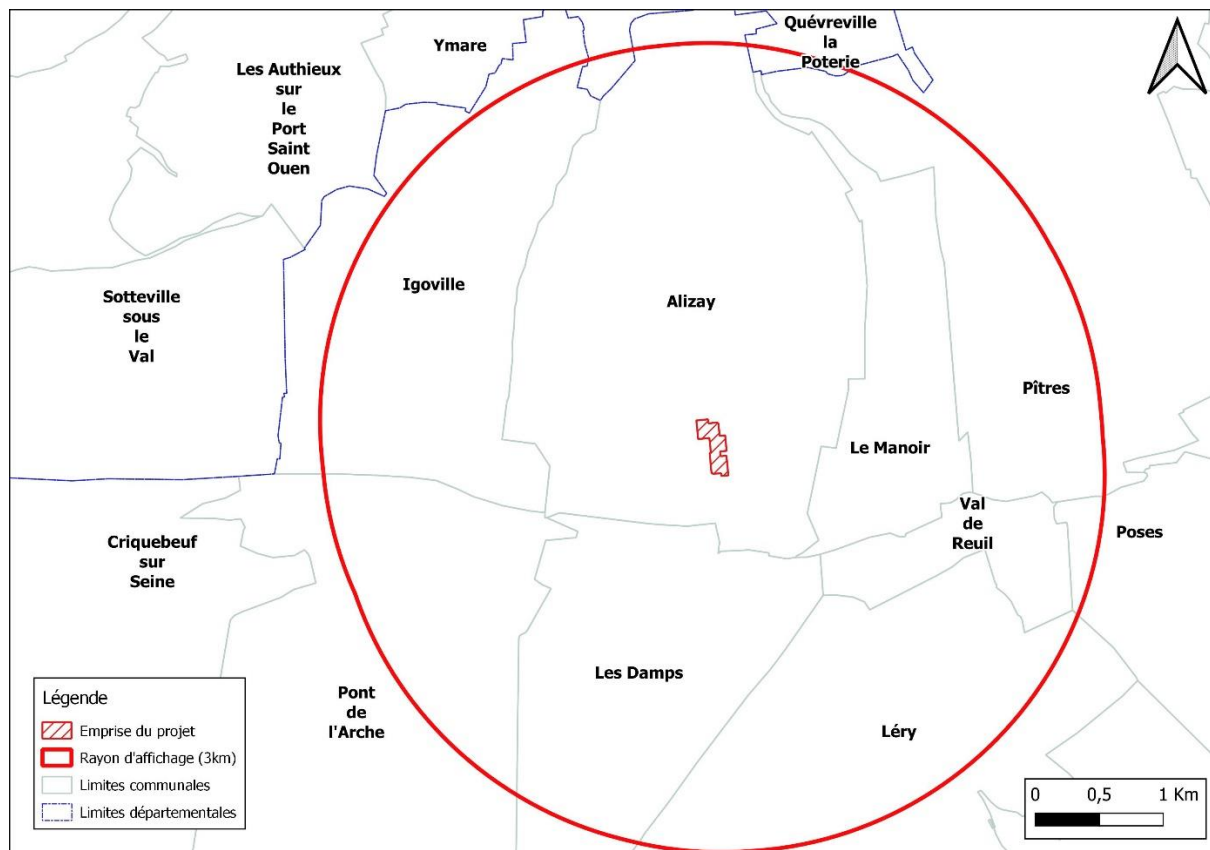 Quévreville
la
Poterie
Ymare
Les Authieux
sur
le
Port
Saint
Ouen
Igoville
Alizay
Sotteville
sous
le
Val
Pîtres
Le Manoir
Val
de
Reuil
Poses
Criquebeuf
sur
Seine
Les Damps
Pont
de
l'Arche
Léry
Légende
Emprise du projet
Rayon d'affichage (3km)
Limites communales
Limites départementales
0 0,5 1 Km